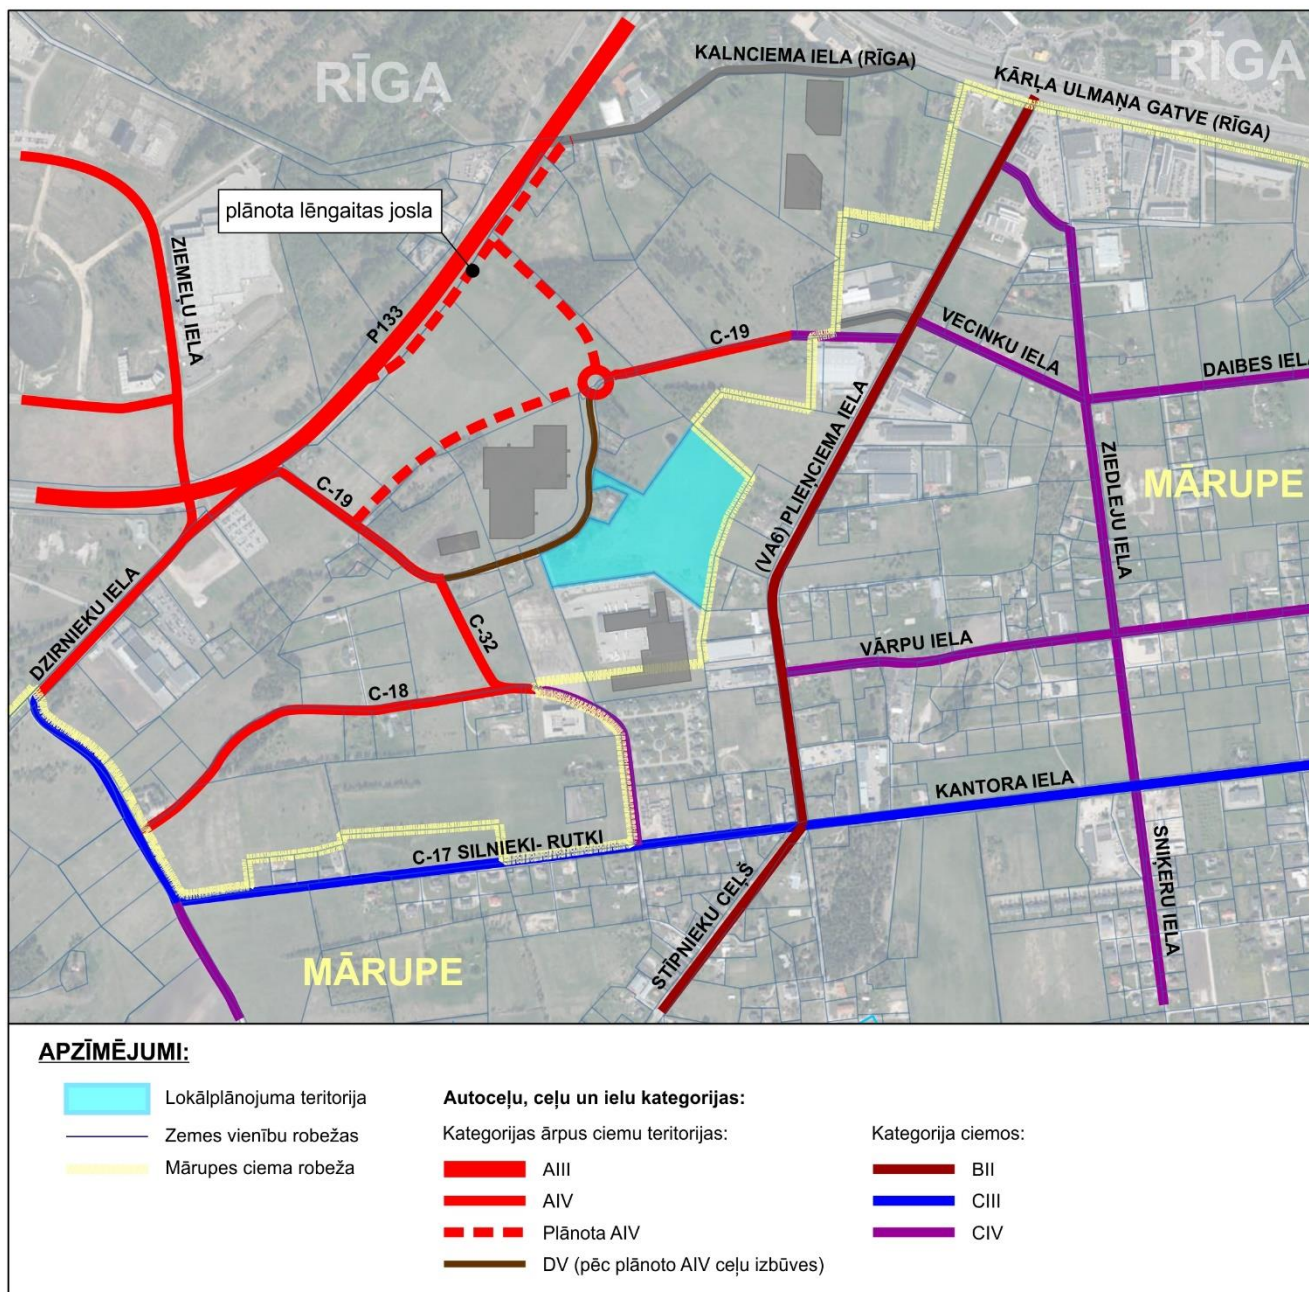 RĪGA
KALNCIEMA IELA (RĪGA)
RĪGA
KĀRĻA ULMAŅA GATVE (RĪGA)
plānota lēngaitas josla
ZIEMEĻU IELA
P133
C-19
VECINKU IELA
DAIBES IELA
(VA6) PLIEŅCIEMA IELA
ZIEDLEJU IELA
MĀRUPE
C-19
DZIRNIEKU IELA
C-32
VĀRPU IELA
C-18
KANTORA IELA
C-17 SILNIEKI- RUTKI
SNIĶERU IELA
STĪPNIEKU CEĻŠ
MĀRUPE
APZĪMĒJUMI:
Lokālplānojuma teritorija
Zemes vienību robežas
Mārupes ciema robeža
Autoceļu, ceļu un ielu kategorijas:
Kategorijas ārpus ciemu teritorijas:
AIII
AIV
Plānota AIV
DV (pēc plānoto AIV ceļu izbūves)
Kategorija ciemos:
BII
CIII
CIV